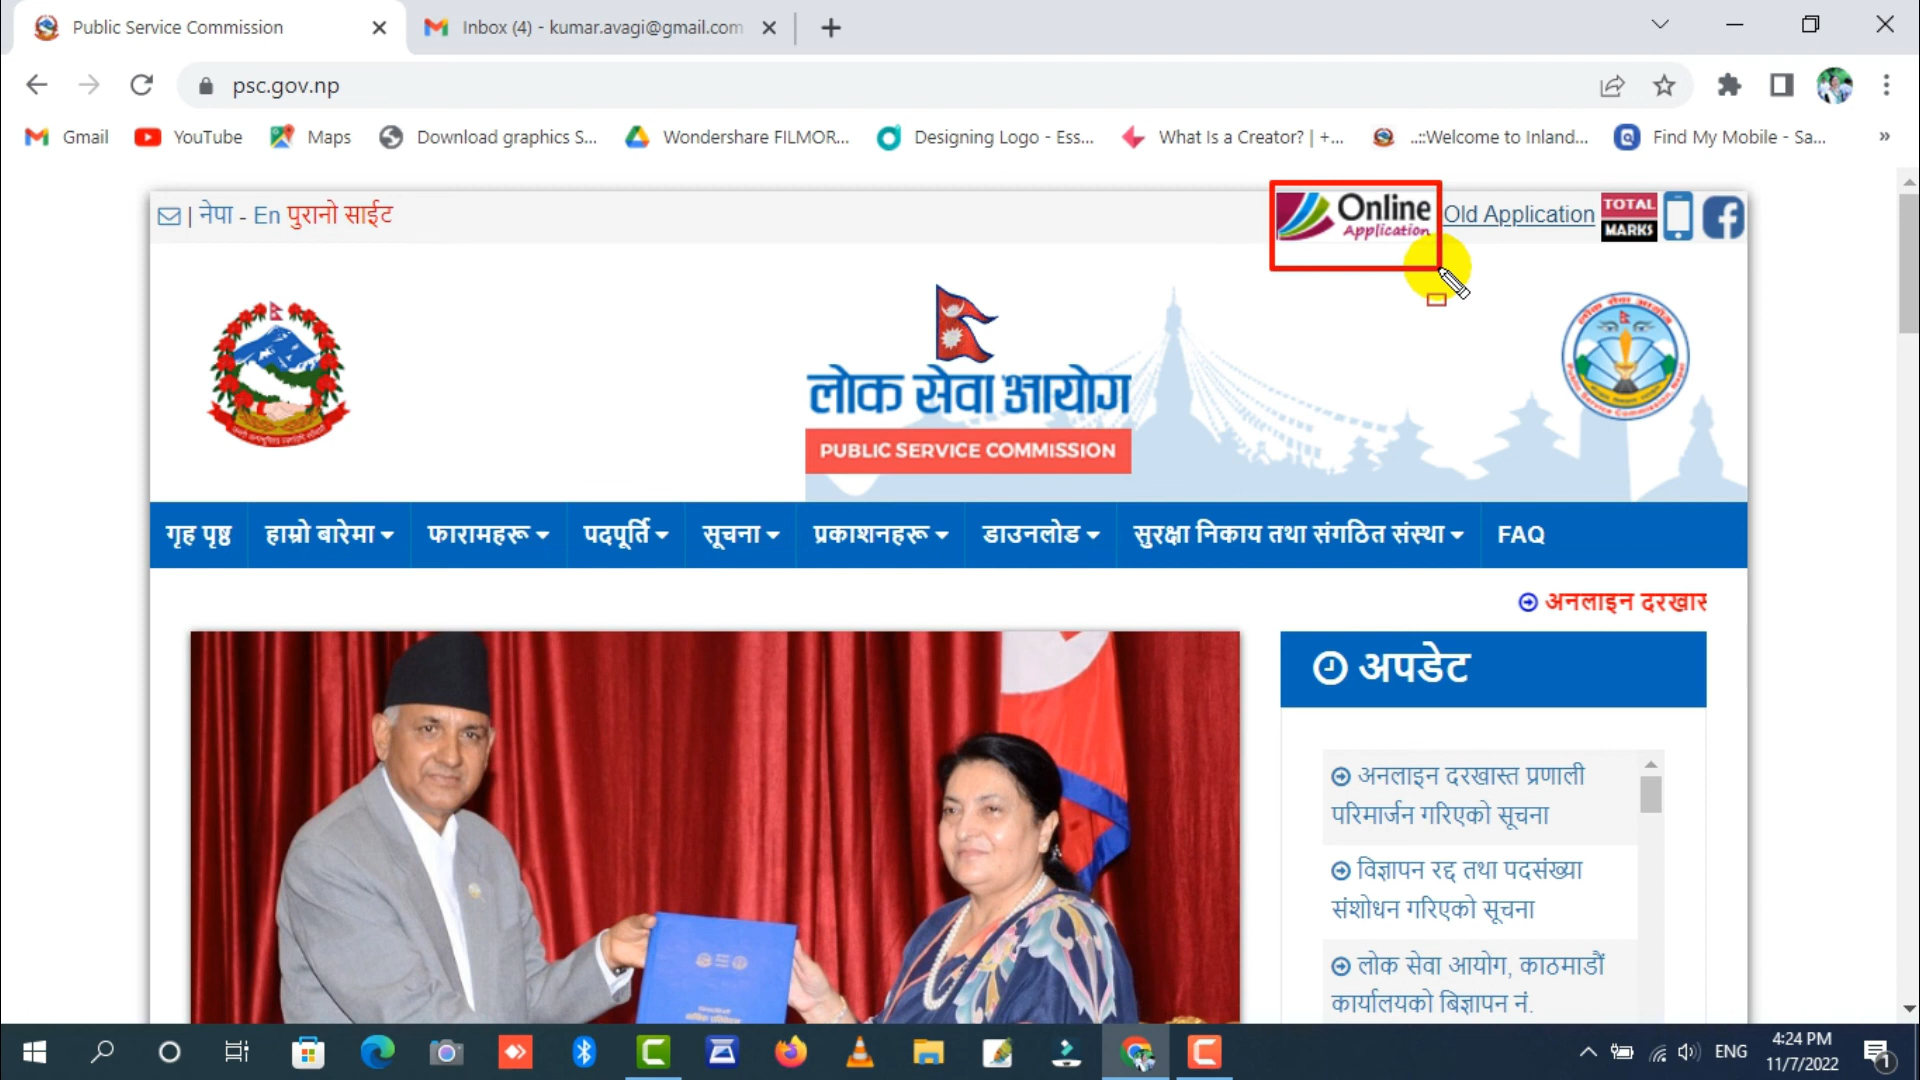 Public Service Commission
Inbox (4) - kumar.avagi@gmail.com
psc.gov.np
Gmail
YouTube
Maps
Download graphics S...
Wondershare FILMOR...
Designing Logo - Ess...
What Is a Creator? | +...
..::Welcome to Inland...
Find My Mobile - Sa...
»
| नेपा - En पुरानो साईट
Online
Application
Old Application
TOTAL
MARKS
लोक सेवा आयोग
PUBLIC SERVICE COMMISSION
गृह पृष्ठ
हाम्रो बारेमा
फारामहरू
पदपूर्ति
सूचना
प्रकाशनहरू
डाउनलोड
सुरक्षा निकाय तथा संगठित संस्था
FAQ
अनलाइन दरखास
अपडेट
अनलाइन दरखास्त प्रणाली
परिमार्जन गरिएको सूचना
विज्ञापन रद्द तथा पदसंख्या
संशोधन गरिएको सूचना
लोक सेवा आयोग, काठमाडौं
कार्यालयको बिज्ञापन नं.
ENG
4:24 PM
11/7/2022
1